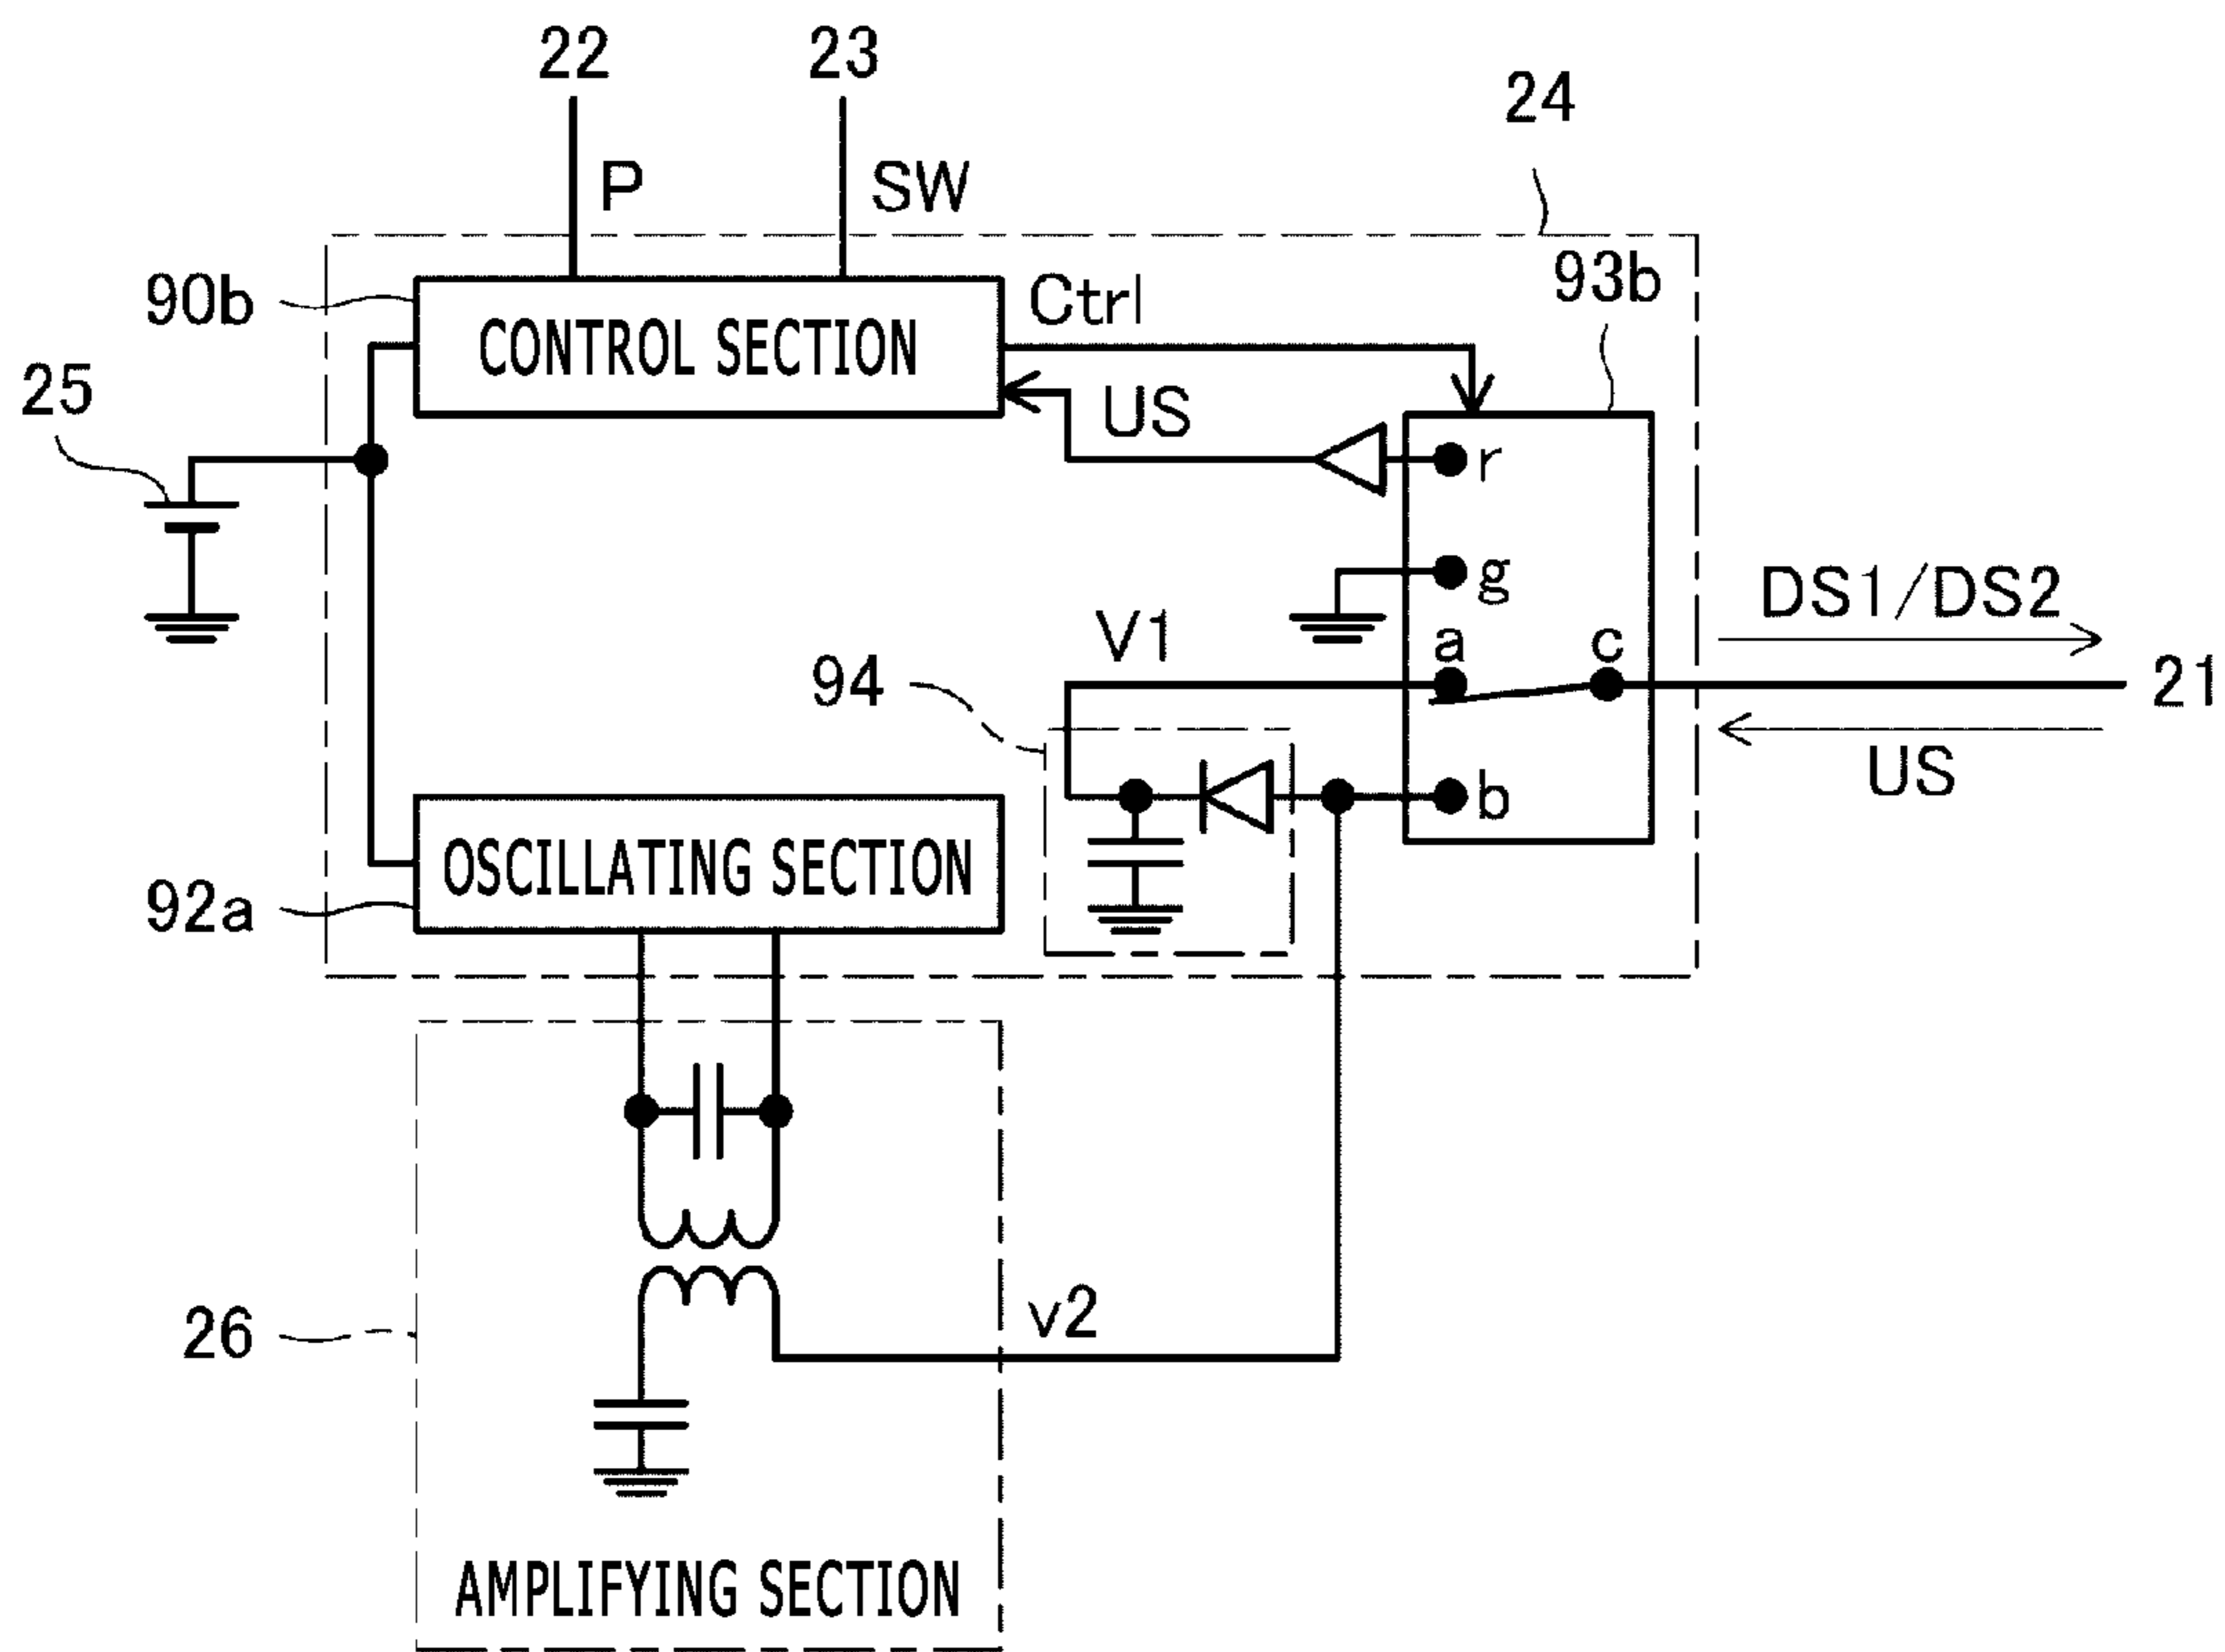 22
23
24
P
SW
90b
Ctrl
93b
CONTROL SECTION
25
US
r
g
DS1/DS2
V1
a
c
94
21
US
b
OSCILLATING SECTION
92a
26
v2
AMPLIFYING SECTION